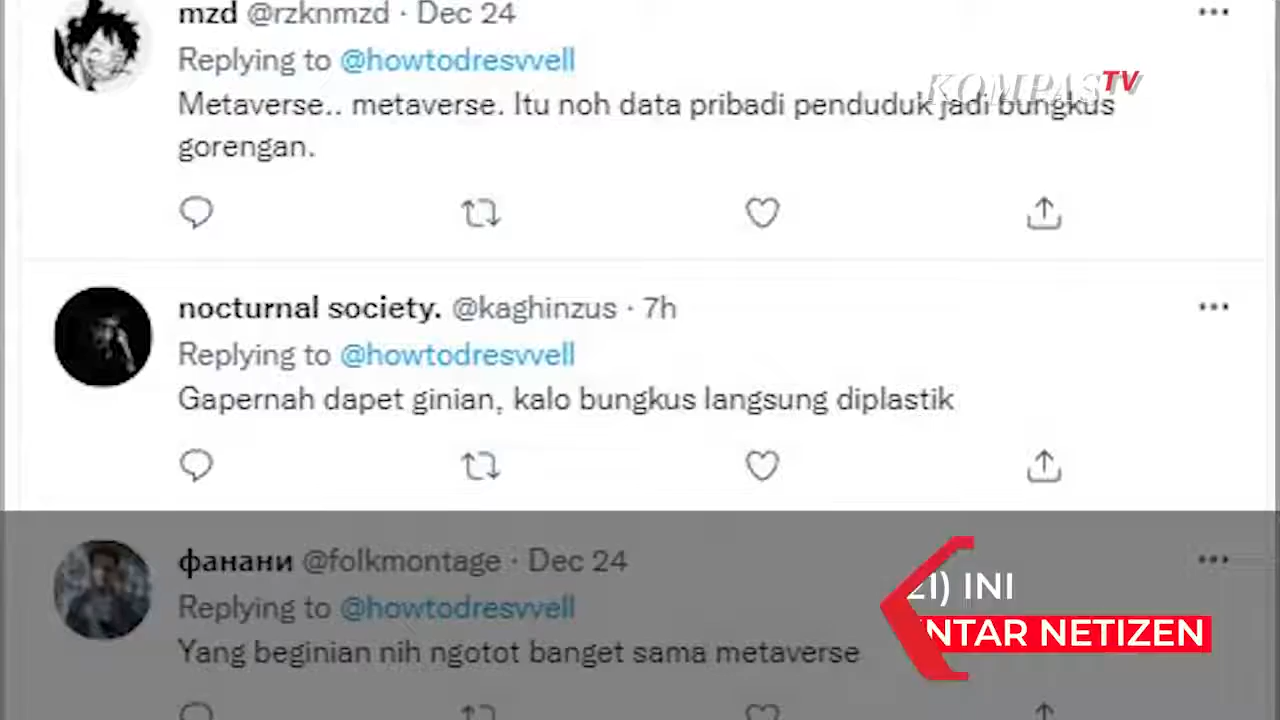 mzd @rzknmzd · Dec 24
Replying to @howtodresvvell
KOMPASTV
Metaverse.. metaverse. Itu noh data pribadi penduduk jadi bungkus
gorengan.
nocturnal society. @kaghinzus · 7h
Replying to @howtodresvvell
Gapernah dapet ginian, kalo bungkus langsung diplastik
фанани @folkmontage · Dec 24
Replying to @howtodresvvell
Yang beginian nih ngotot banget sama metaverse
21) INI
NTAR NETIZEN